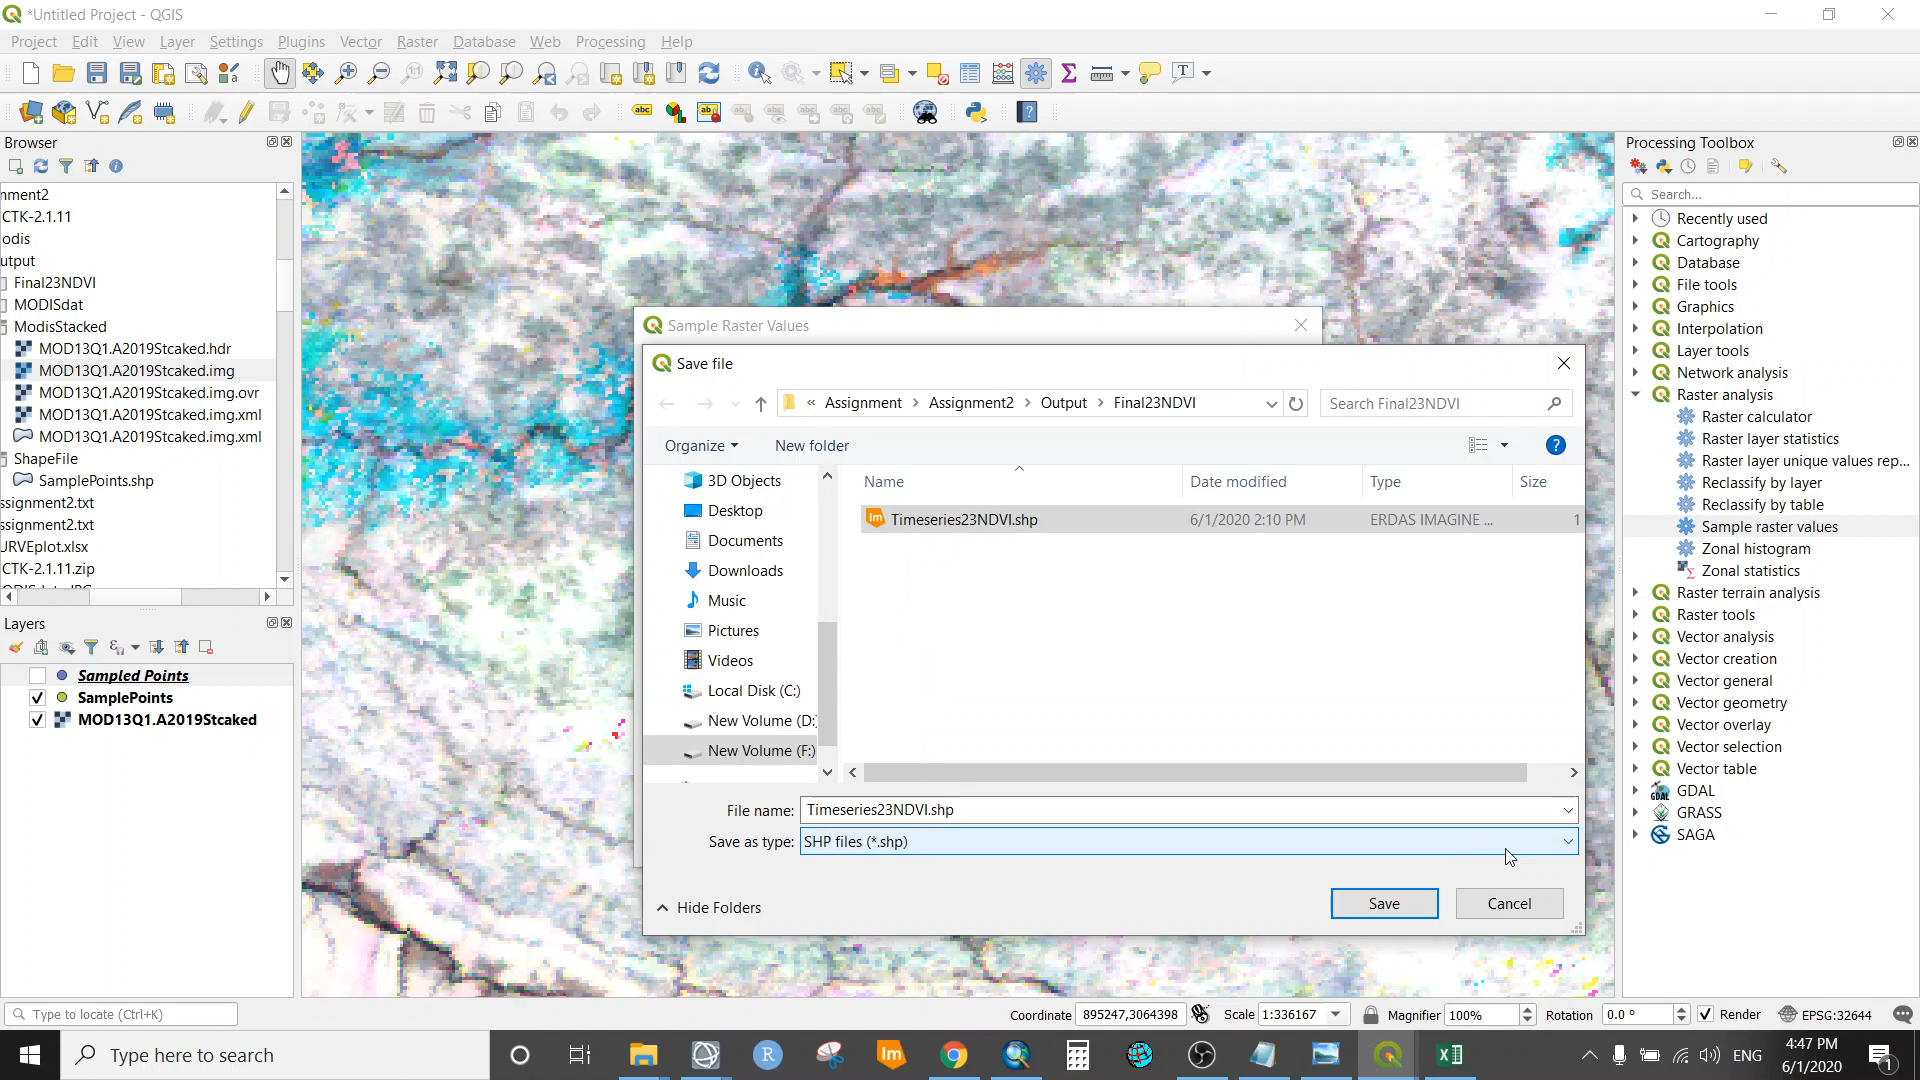 *Untitled Project - QGIS
Project Edit View Layer Settings Plugins Vector Raster Database Web Processing Help
Browser
nment2
CTK-2.1.11
odis
utput
Final23NDVI
MODISdat
ModisStacked
MOD13Q1.A2019Stcaked.hdr
MOD13Q1.A2019Stcaked.img
MOD13Q1.A2019Stcaked.img.ovr
MOD13Q1.A2019Stcaked.img.xml
MOD13Q1.A2019Stcaked.img.xml
ShapeFile
SamplePoints.shp
ssignment2.txt
ssignment2.txt
JRVEplot.xlsx
CTK-2.1.11.zip
Layers
Sampled Points
SamplePoints
MOD13Q1.A2019Stcaked
Sample Raster Values
Save file
« Assignment > Assignment2 > Output > Final23NDVI
Search Final23NDVI
Organize New folder
3D Objects
Desktop
Documents
Downloads
Music
Pictures
Videos
Local Disk (C:)
New Volume (D:)
New Volume (F:)
Name Date modified Type Size
Timeseries23NDVI.shp 6/1/2020 2:10 PM ERDAS IMAGINE ... 1
File name: Timeseries23NDVI.shp
Save as type: SHP files (*.shp)
Hide Folders
Save Cancel
Processing Toolbox
Search...
Recently used
Cartography
Database
File tools
Graphics
Interpolation
Layer tools
Network analysis
Raster analysis
Raster calculator
Raster layer statistics
Raster layer unique values rep...
Reclassify by layer
Reclassify by table
Sample raster values
Zonal histogram
Zonal statistics
Raster terrain analysis
Raster tools
Vector analysis
Vector creation
Vector general
Vector geometry
Vector overlay
Vector selection
Vector table
GDAL
GRASS
SAGA
Type to locate (Ctrl+K)
Coordinate 895247,3064398 Scale 1:336167 Magnifier 100% Rotation 0.0 ° Render EPSG:32644
Type here to search
ENG
4:47 PM
6/1/2020
1